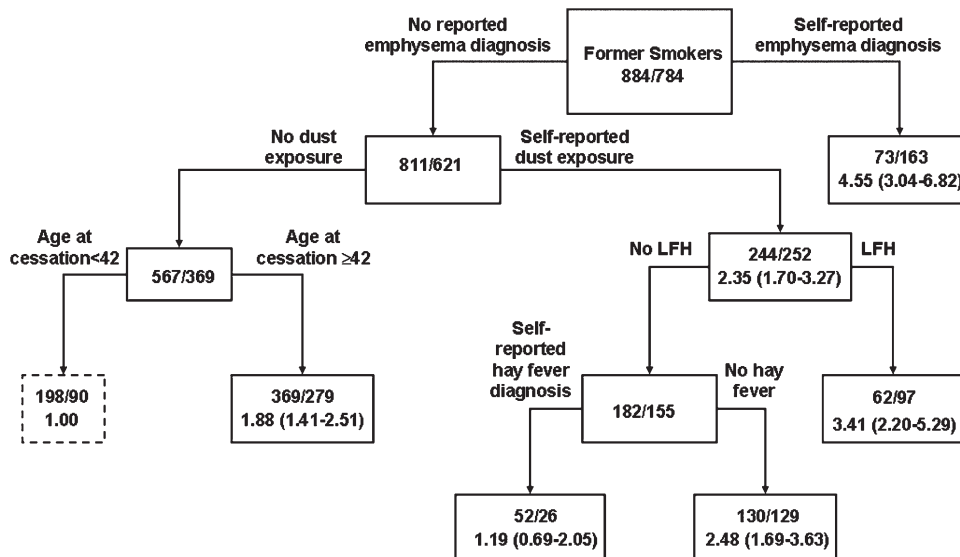 No reported
emphysema diagnosis
Former Smokers
884/784
Self-reported
emphysema diagnosis
No dust
exposure
811/621
Self-reported
dust exposure
73/163
4.55 (3.04-6.82)
Age at
cessation<42
567/369
Age at
cessation ≥42
No LFH
244/252
2.35 (1.70-3.27)
LFH
198/90
1.00
369/279
1.88 (1.41-2.51)
Self-
reported
hay fever
diagnosis
182/155
No hay
fever
62/97
3.41 (2.20-5.29)
52/26
1.19 (0.69-2.05)
130/129
2.48 (1.69-3.63)